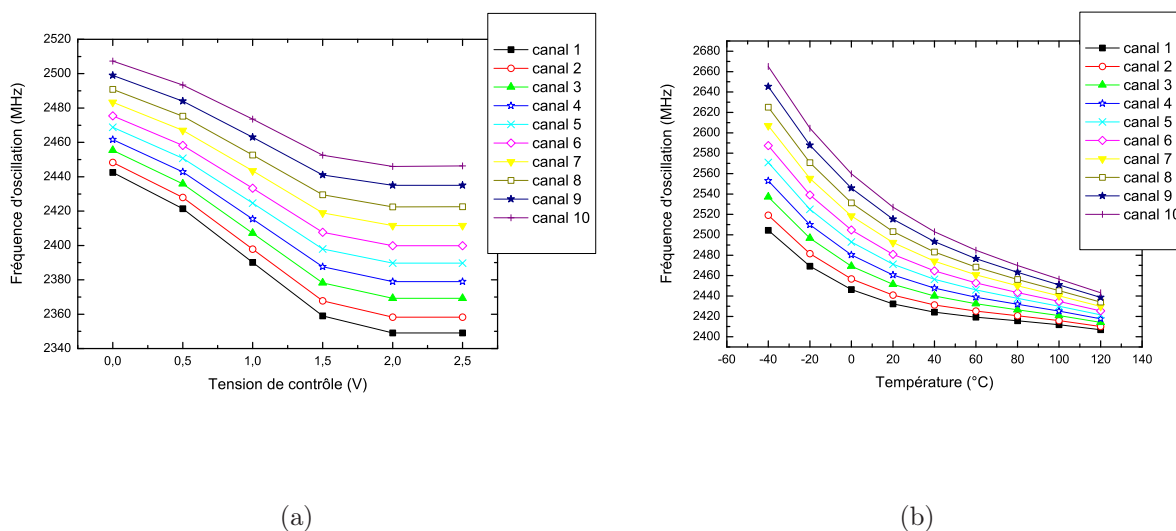 2520
2500
2480
2460
2440
2420
2400
2380
2360
2340
0,0 0,5 1,0 1,5 2,0 2,5
Fréquence d'oscillation (MHz)
Tension de contrôle (V)
canal 1
canal 2
canal 3
canal 4
canal 5
canal 6
canal 7
canal 8
canal 9
canal 10
(a)
2680
2660
2640
2620
2600
2580
2560
2540
2520
2500
2480
2460
2440
2420
2400
-60 -40 -20 0 20 40 60 80 100 120 140
Fréquence d'oscillation (MHz)
Température (°C)
canal 1
canal 2
canal 3
canal 4
canal 5
canal 6
canal 7
canal 8
canal 9
canal 10
(b)